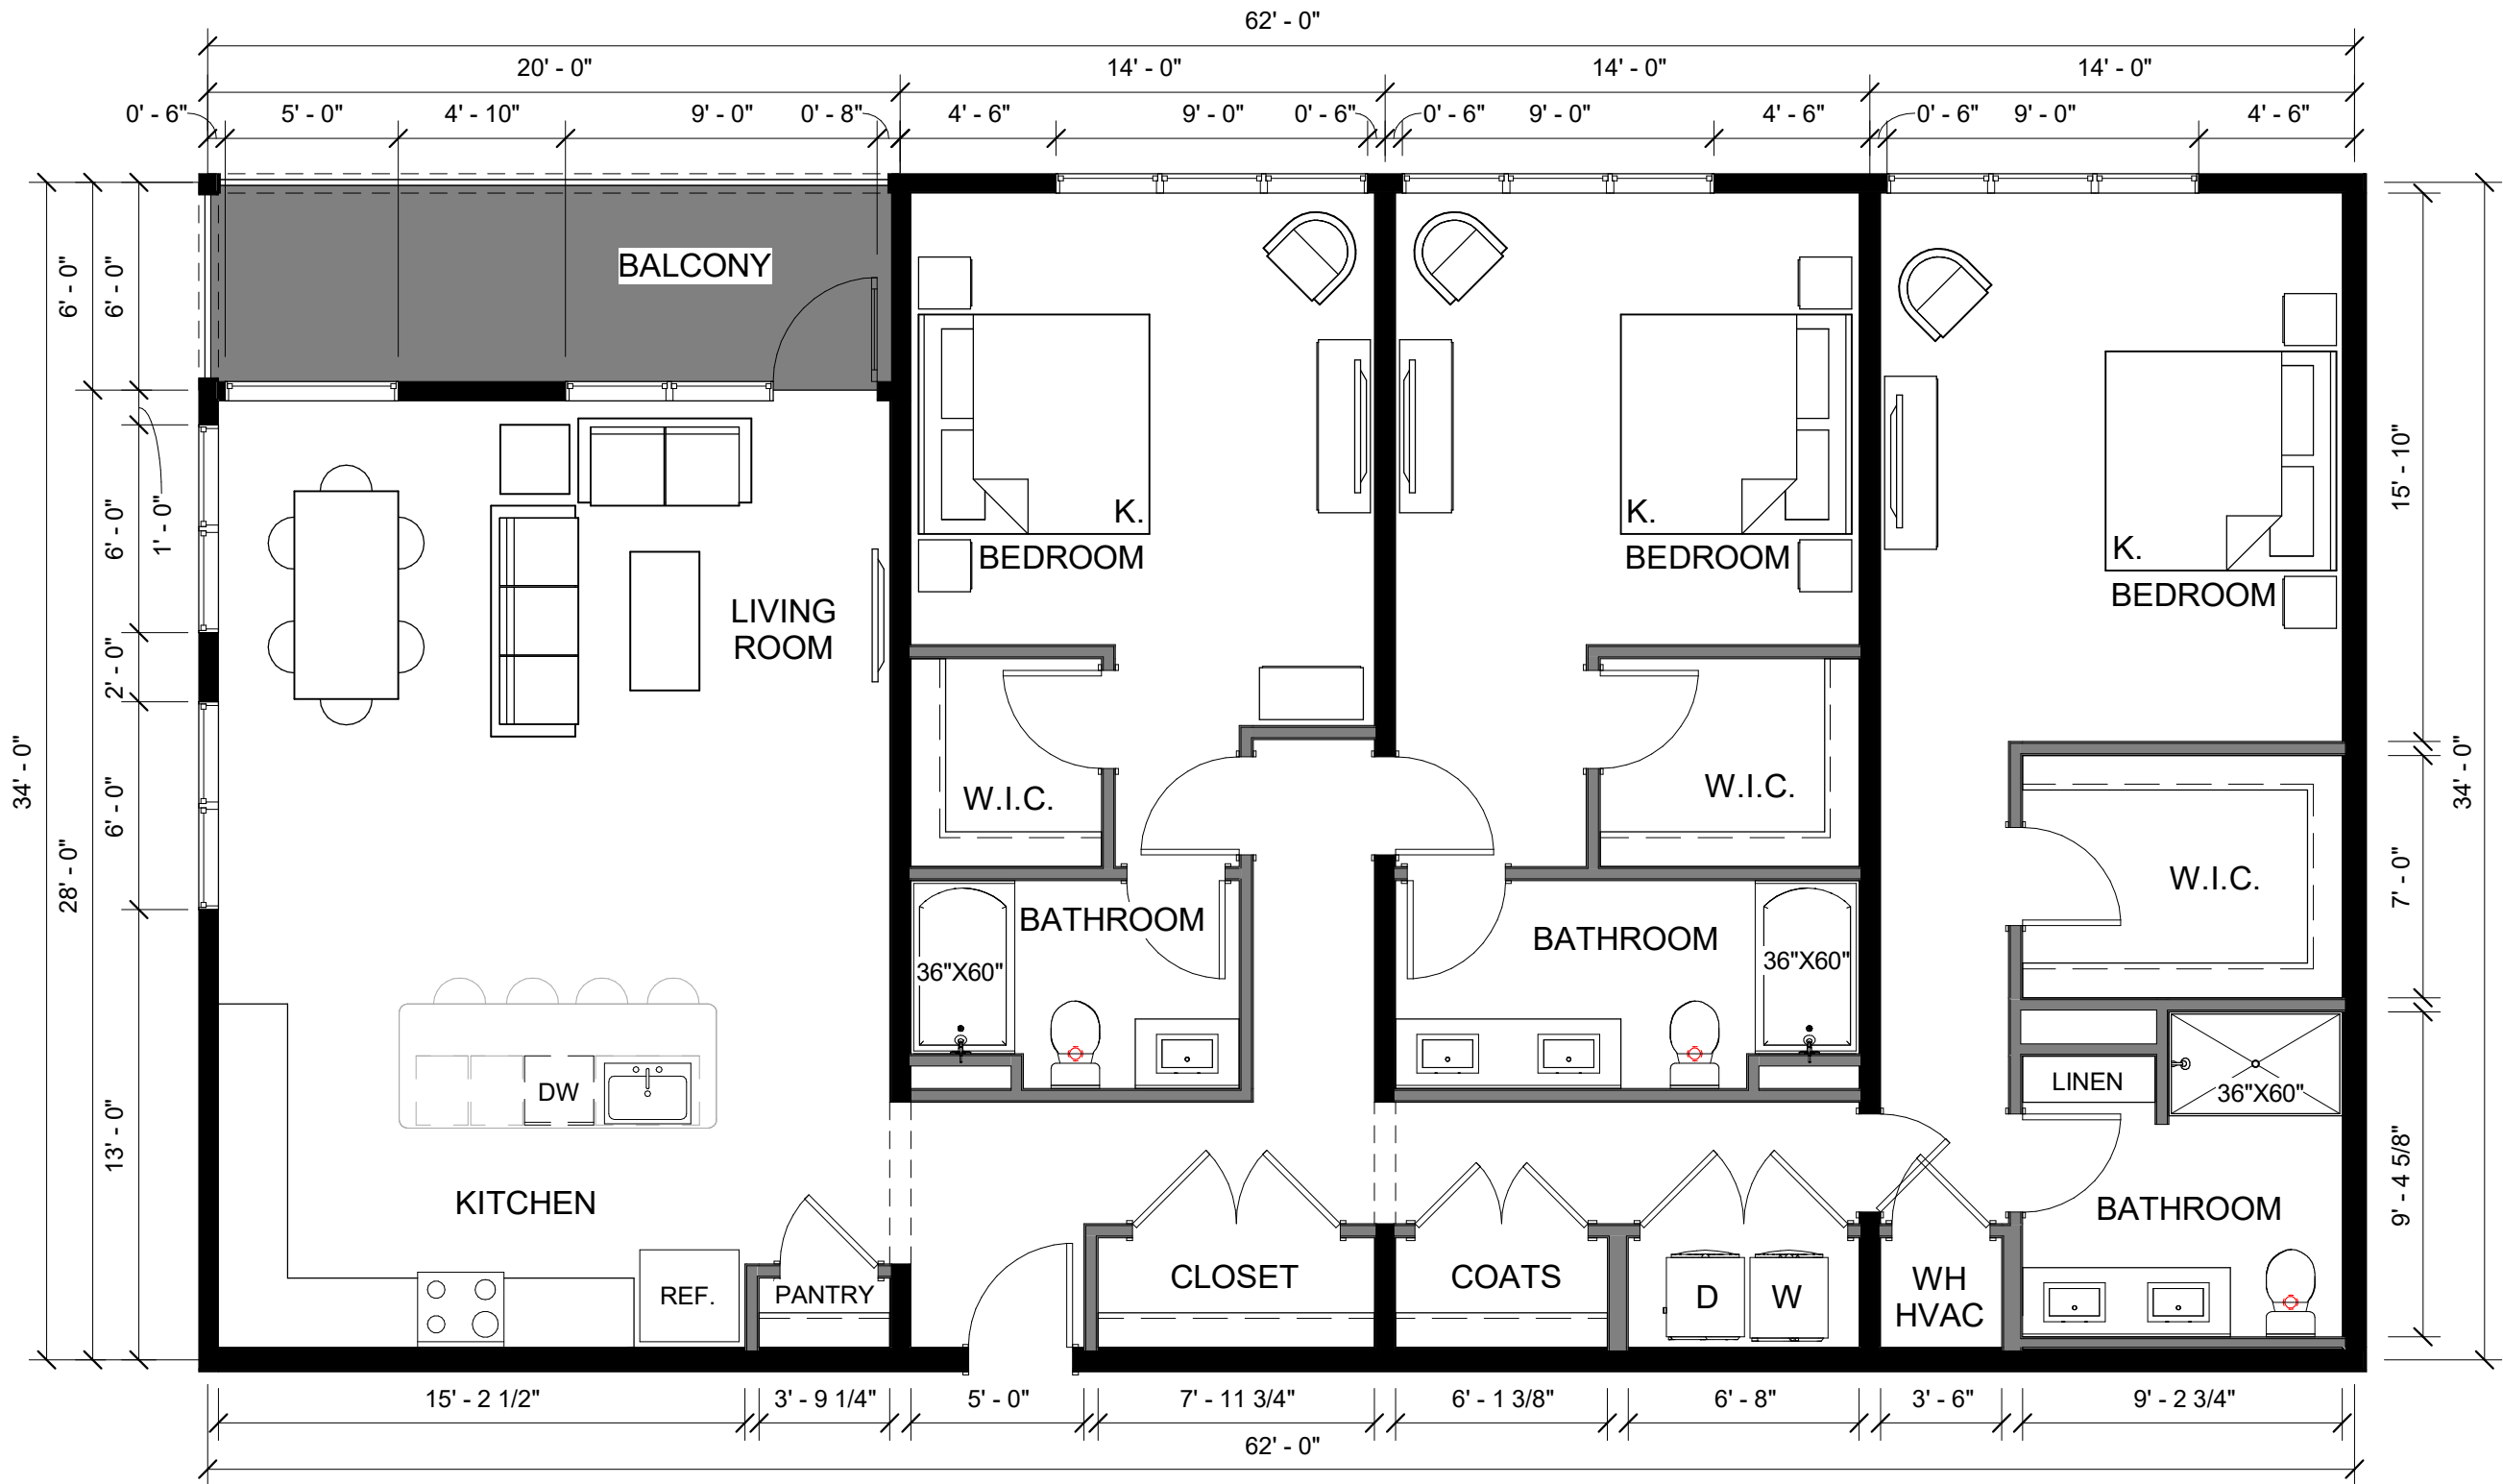 62' - 0"
20' - 0"
14' - 0"
14' - 0"
14' - 0"
0' - 6"
5' - 0"
4' - 10"
9' - 0"
0' - 8"
4' - 6"
9' - 0"
0' - 6"
0' - 6"
9' - 0"
4' - 6"
0' - 6"
9' - 0"
4' - 6"
34' - 0"
6' - 0"
28' - 0"
6' - 0"
1' - 0"
6' - 0"
2' - 0"
6' - 0"
13' - 0"
BALCONY
K.
BEDROOM
K.
BEDROOM
K.
BEDROOM
LIVING
ROOM
W.I.C.
W.I.C.
W.I.C.
BATHROOM
36"X60"
BATHROOM
36"X60"
DW
LINEN
36"X60"
KITCHEN
BATHROOM
REF.
PANTRY
CLOSET
COATS
D
W
WH
HVAC
15' - 10"
7' - 0"
9' - 4 5/8"
34' - 0"
15' - 2 1/2"
3' - 9 1/4"
5' - 0"
7' - 11 3/4"
6' - 1 3/8"
6' - 8"
3' - 6"
9' - 2 3/4"
62' - 0"